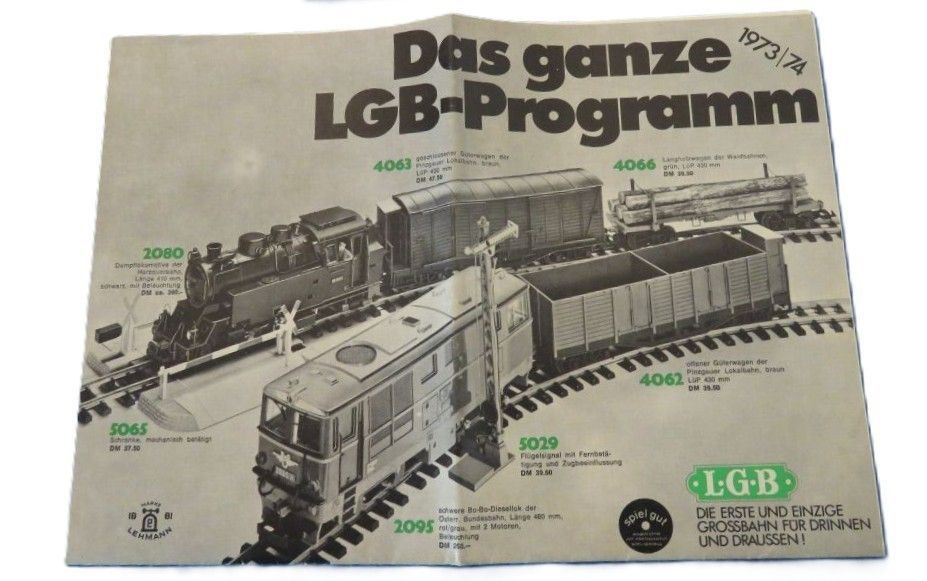 Das ganze
1973/74
LGB-Programm
4063
geschlossener Güterwagen der
Pinzgauer Lokalbahn, braun,
LüP 430 mm
DM 47.50
4066
Langholzwagen der Waldbahnen,
grün, LüP 430 mm
DM 39.50
2080
Dampflokomotive der
Harzquerbahn,
Länge 410 mm,
schwarz, mit Beleuchtung
DM ca. 260.-
4062
offener Güterwagen der
Pinzgauer Lokalbahn, braun
LüP 430 mm
DM 39.50
5065
Schranke, mechanisch betätigt
DM 37.50
5029
Flügelsignal mit Fernbetä-
tigung und Zugbeeinflussung
DM 39.50
2095
schwere Bo-Bo-Diesellok der
Österr. Bundesbahn, Länge 460 mm,
rot/grau, mit 2 Motoren,
Beleuchtung
MARKE
18 81
LEHMANN
spiel gut
L·G·B
DIE ERSTE UND EINZIGE
GROSSBAHN FÜR DRINNEN
UND DRAUSSEN!